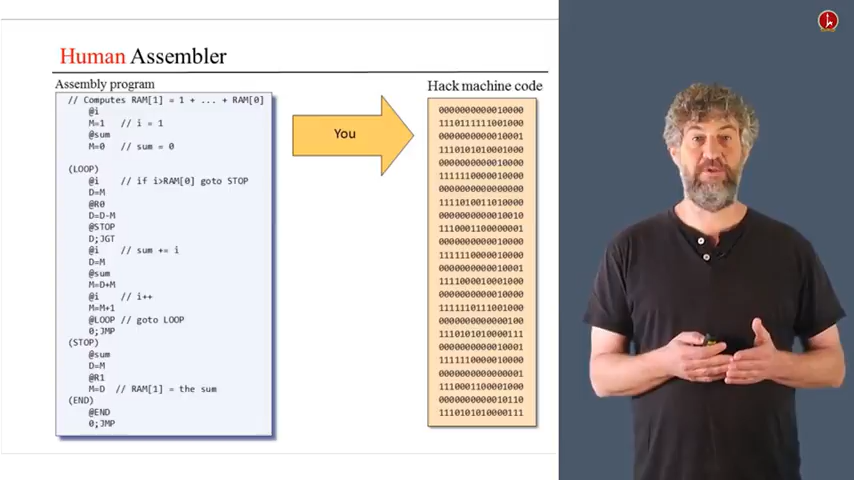 Human Assembler
Assembly program
// Computes RAM[1] = 1 + ... + RAM[0]
@i
M=1 // i = 1
@sum
M=0 // sum = 0
(LOOP)
@i // if i>RAM[0] goto STOP
D=M
@R0
D=D-M
@STOP
D;JGT
@i // sum += i
D=M
@sum
M=D+M
@i // i++
M=M+1
@LOOP // goto LOOP
0;JMP
(STOP)
@sum
D=M
@R1
M=D // RAM[1] = the sum
(END)
@END
0;JMP
You
Hack machine code
0000000000010000
1110111111001000
0000000000010001
1110101010001000
0000000000010000
1111110000010000
0000000000000000
1111010011010000
0000000000010010
1110001100000001
0000000000010000
1111110000010000
0000000000010001
1111000010001000
0000000000010000
1111110111001000
0000000000000100
1110101010000111
0000000000010001
1111110000010000
0000000000000001
1110001100001000
0000000000010110
1110101010000111